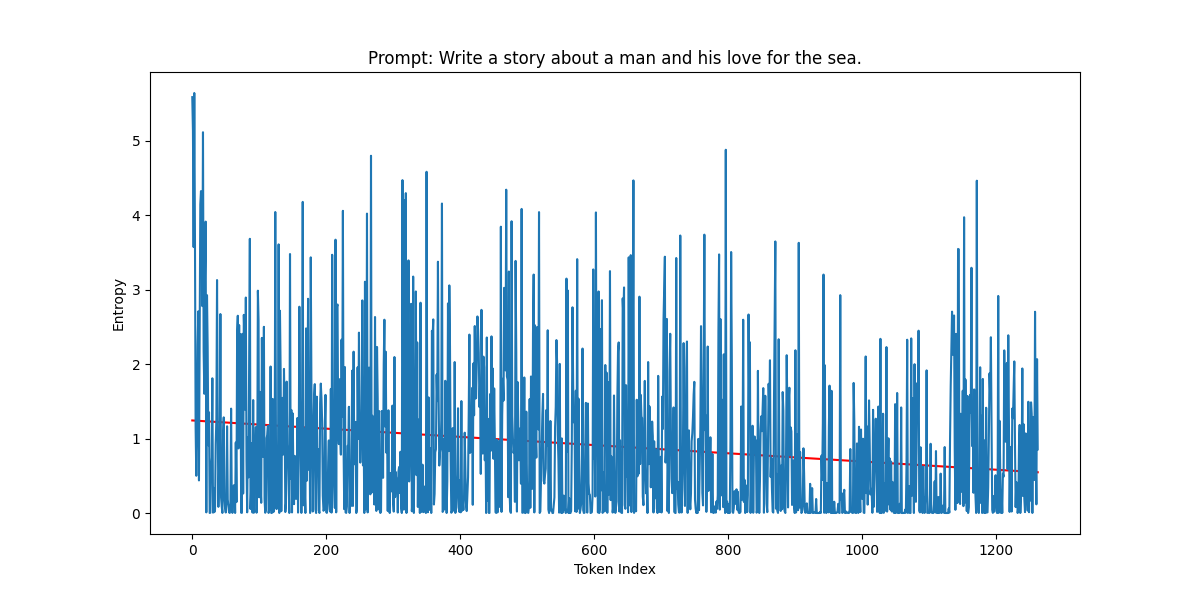 Prompt: Write a story about a man and his love for the sea.
Entropy
5
4
3
2
1
0
0 200 400 600 800 1000 1200
Token Index